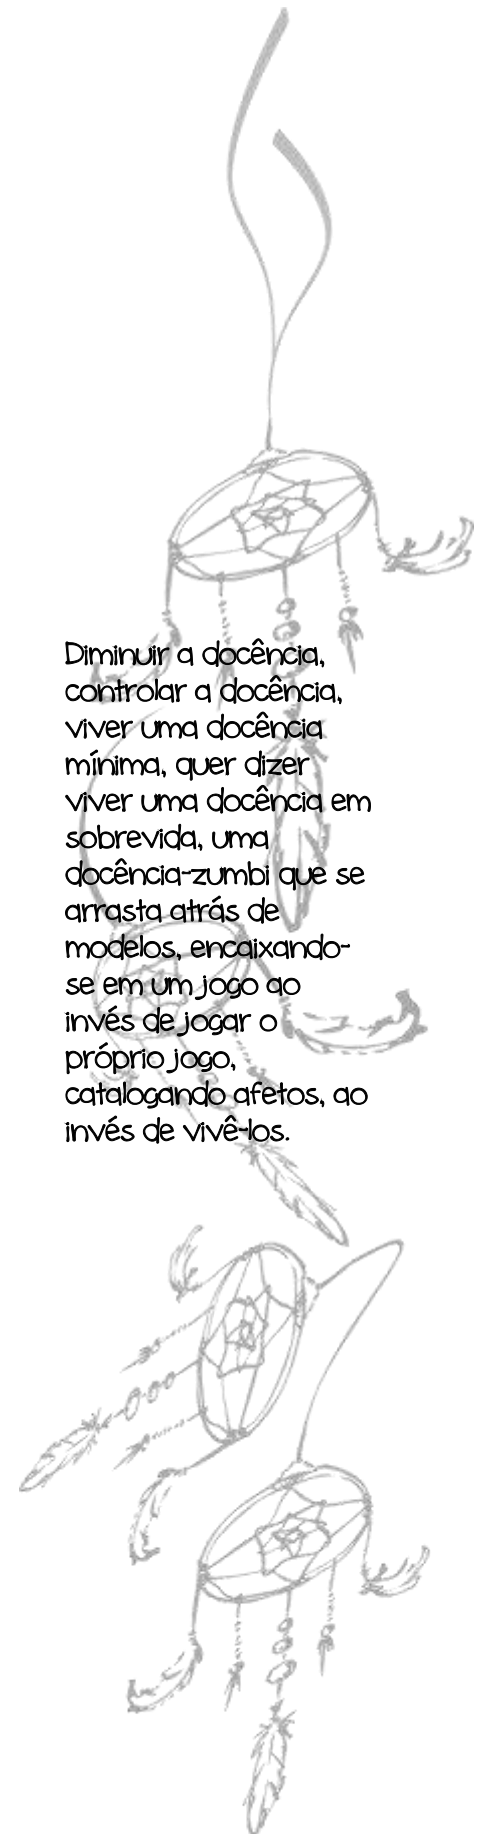 Diminuir a docência,
controlar a docência,
viver uma docência
mínima, quer dizer
viver uma docência em
sobrevida, uma
docência-zumbi que se
arrasta atrás de
modelos, encaixando-
se em um jogo ao
invés de jogar o
próprio jogo,
catalogando afetos, ao
invés de vivê-los.